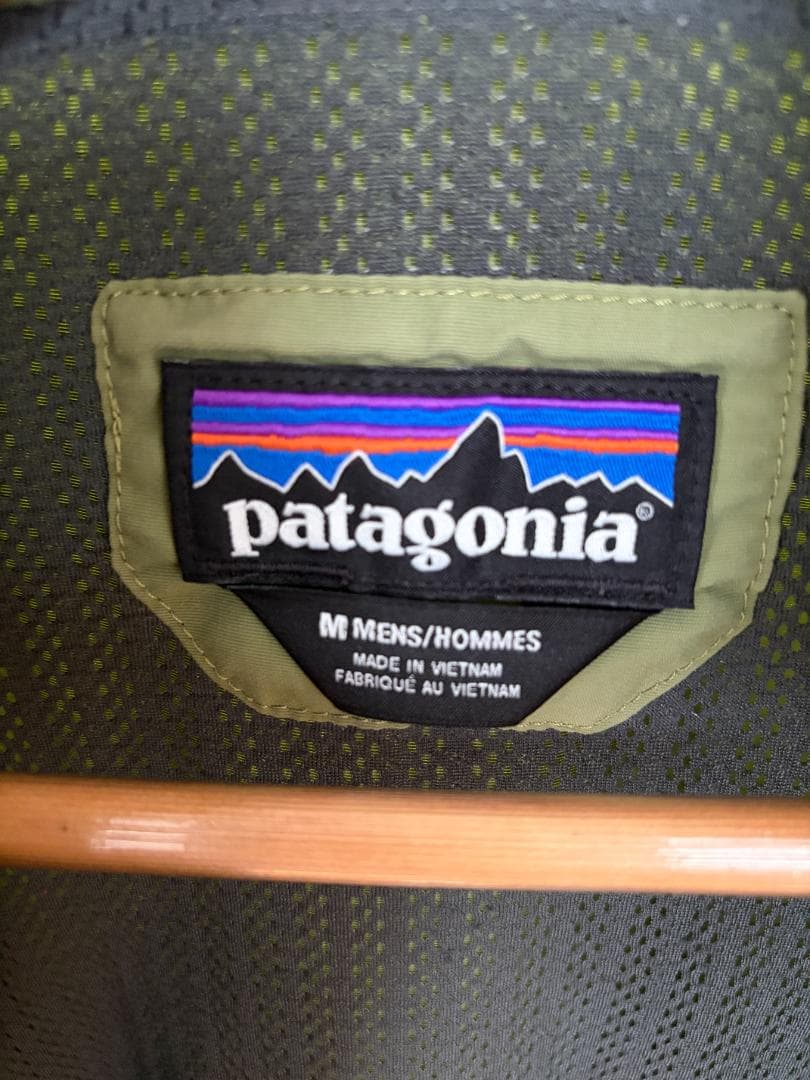 patagonia®
M MENS/HOMMES
MADE IN VIETNAM
FABRIQUÉ AU VIETNAM